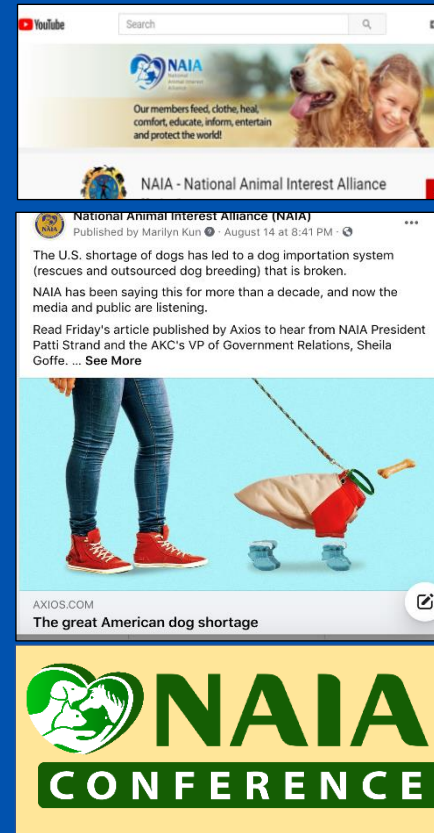 YouTube
Search
NAIA
National
Animal Interest
Alliance
Our members feed, clothe, heal,
comfort, educate, inform, entertain
and protect the world!
NAIA - National Animal Interest Alliance
National Animal Interest Alliance (NAIA)
Published by Marilyn Kun · August 14 at 8:41 PM ·
The U.S. shortage of dogs has led to a dog importation system
(rescues and outsourced dog breeding) that is broken.
NAIA has been saying this for more than a decade, and now the
media and public are listening.
Read Friday's article published by Axios to hear from NAIA President
Patti Strand and the AKC's VP of Government Relations, Sheila
Goffe. ... See More
AXIOS.COM
The great American dog shortage
NAIA
CONFERENCE